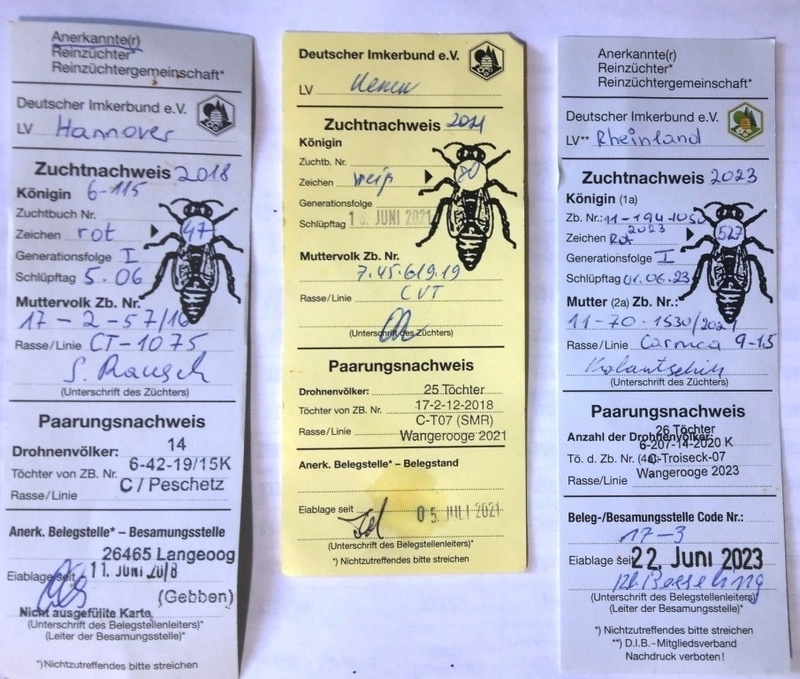 Anerkannte(r)
Reinzüchter*
Reinzüchtergemeinschaft*
Deutscher Imkerbund e.V.
LV Hannover
Zuchtnachweis 2018
Königin 6-115
Zuchtbuch Nr.
Zeichen rot 47
Generationsfolge I
Schlüpftag 5.06
Muttervolk Zb. Nr.
17-2-57/16
Rasse/Linie CT-1075
S. Rausch
(Unterschrift des Züchters)
Paarungsnachweis
Drohnenvölker: 14
Töchter von ZB. Nr. 6-42-19/15K
Rasse/Linie C/Peschetz
Anerk. Belegstelle* – Besamungsstelle
26465 Langeoog
Eiablage seit 11. Juni 2018
(Gebben)
Nicht ausgefüllte Karte
(Unterschrift des Belegstellenleiters)*
(Leiter der Besamungsstelle)*
*) Nichtzutreffendes bitte streichen
Deutscher Imkerbund e.V.
LV
Zuchtnachweis 2021
Königin
Zuchtb. Nr.
Zeichen weiß
Generationsfolge
Schlüpftag JUNI 2021
Muttervolk Zb. Nr.
7.45.619.19
Rasse/Linie CVT
(Unterschrift des Züchters)
Paarungsnachweis
Drohnenvölker: 25 Töchter
Töchter von ZB. Nr. 17-2-12-2018
C-T07 (SMR)
Rasse/Linie Wangerooge 2021
Anerk. Belegstelle* – Belegstand
Eiablage seit 05. JULI 2021
(Unterschrift des Belegstellenleiters)*
*) Nichtzutreffendes bitte streichen
Anerkannte(r)
Reinzüchter*
Reinzüchtergemeinschaft*
Deutscher Imkerbund e.V.
LV** Rheinland
Zuchtnachweis 2023
Königin (1a)
Zb. Nr.: 11-194-1050
2023
Zeichen Rot 527
Generationsfolge I
Schlüpftag 01.06.23
Mutter (2a) Zb. Nr.:
11-70-1530/2021
Rasse/Linie Carnica 9-15
(Unterschrift des Züchters)
Paarungsnachweis
26 Töchter
Anzahl der Drohnenvölker:
6-207-14-2020 K
Tö. d. Zb. Nr. (4a): C-Troiseck-07
Rasse/Linie Wangerooge 2023
Beleg-/Besamungsstelle Code Nr.:
17-3
Eiablage seit 22. Juni 2023
(Unterschrift des Belegstellenleiters)*
(Leiter der Besamungsstelle)*
*) Nichtzutreffendes bitte streichen
**) D.I.B.-Mitgliedsverband
Nachdruck verboten!